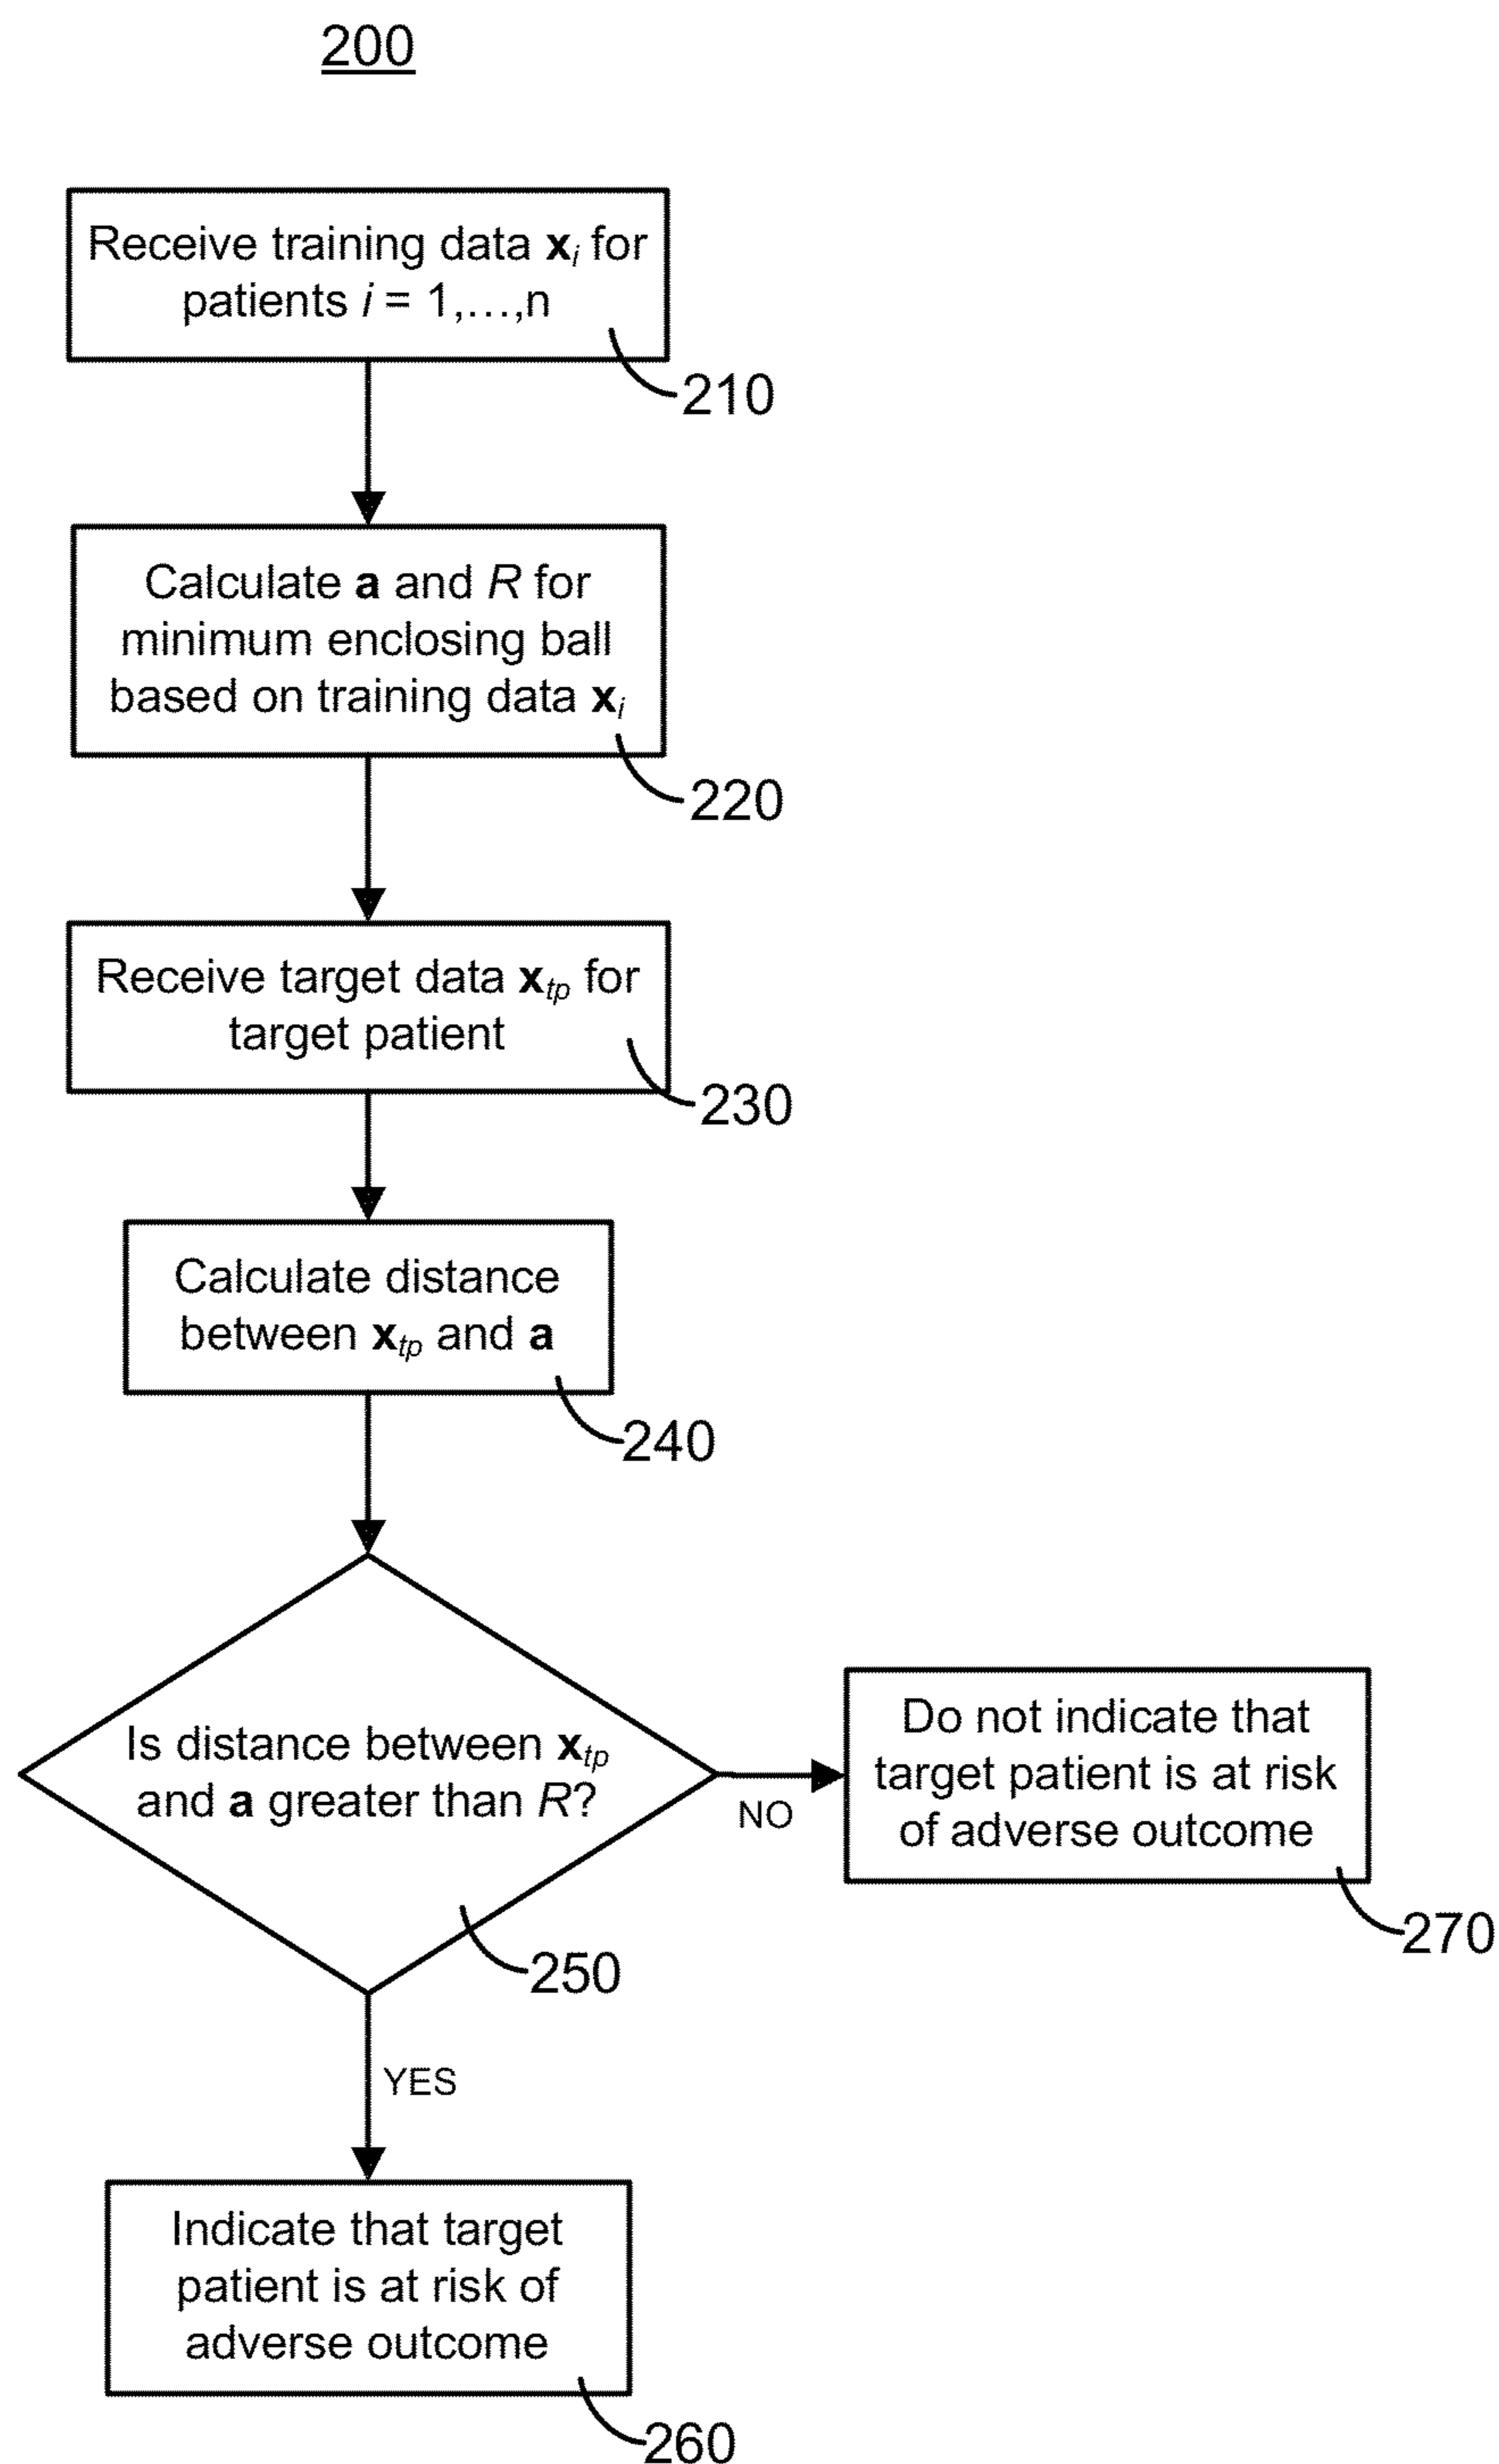 200
Receive training data xi for
patients i = 1,...,n
210
Calculate a and R for
minimum enclosing ball
based on training data xi
220
Receive target data xtp for
target patient
230
Calculate distance
between xtp and a
240
Is distance between xtp
and a greater than R?
250
NO
Do not indicate that
target patient is at risk
of adverse outcome
270
YES
Indicate that target
patient is at risk of
adverse outcome
260